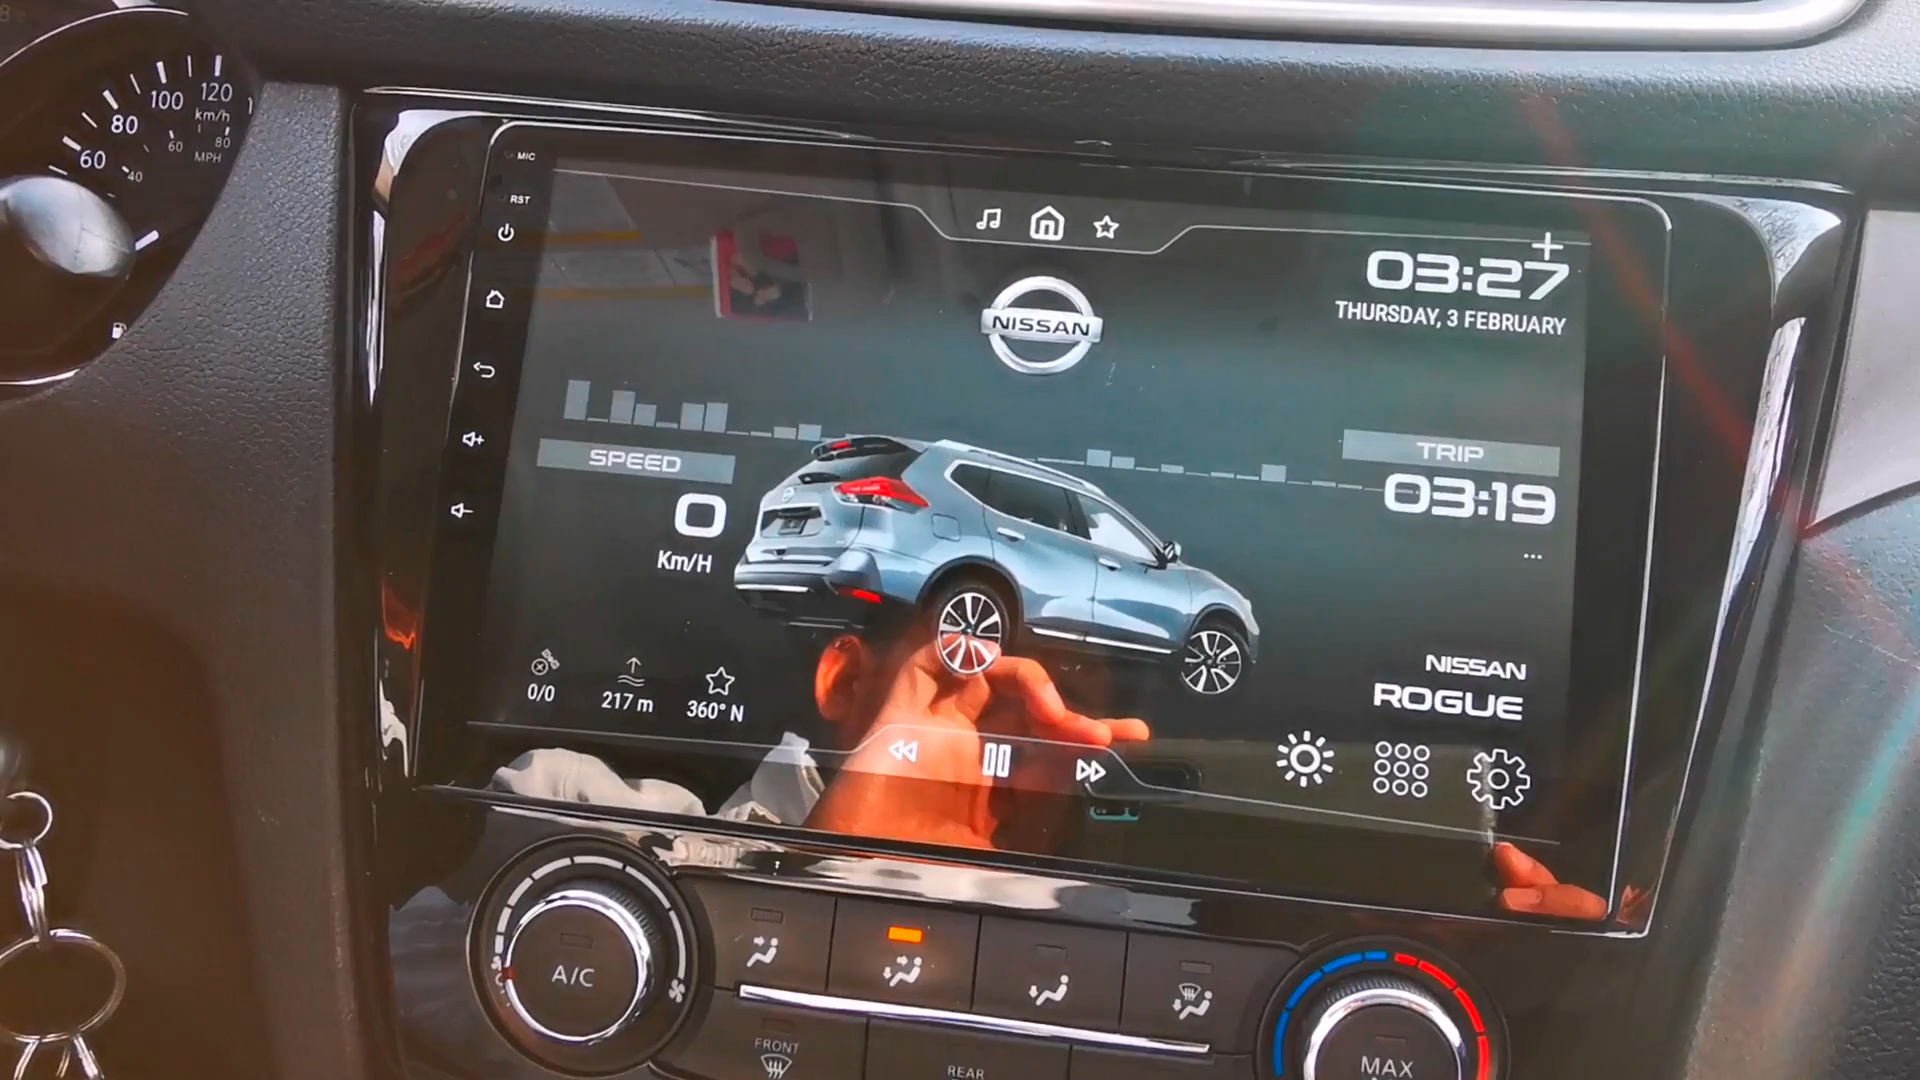 120
100
km/h
80
80
60
MPH
60
40
MIC
RST
03:27
THURSDAY, 3 FEBRUARY
NISSAN
SPEED
TRIP
0
03:19
Km/H
...
NISSAN
ROGUE
0/0
217 m
360° N
A/C
FRONT
REAR
MAX